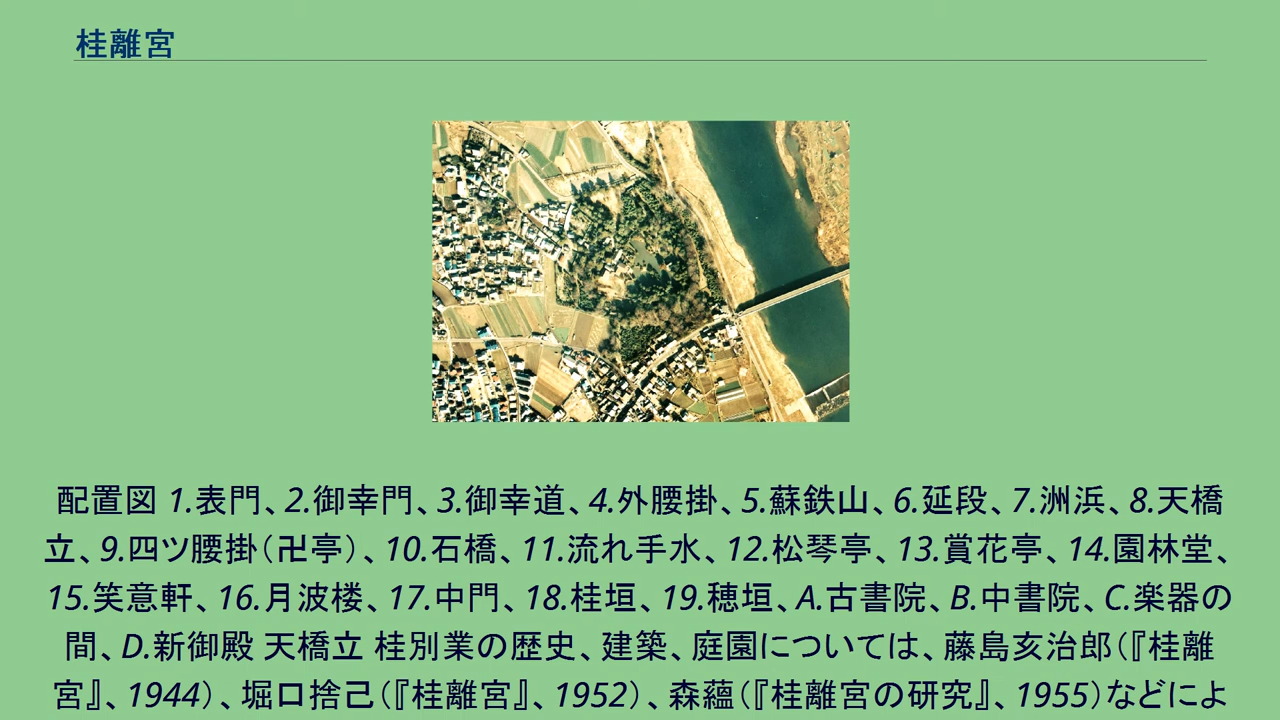 桂離宮
配置図 1.表門、2.御幸門、3.御幸道、4.外腰掛、5.蘇鉄山、6.延段、7.洲浜、8.天橋
立、9.四ツ腰掛（卍亭）、10.石橋、11.流れ手水、12.松琴亭、13.賞花亭、14.園林堂、
15.笑意軒、16.月波楼、17.中門、18.桂垣、19.穂垣、A.古書院、B.中書院、C.楽器の
間、D.新御殿 天橋立 桂別業の歴史、建築、庭園については、藤島亥治郎（『桂離
宮』、1944）、堀口捨己（『桂離宮』、1952）、森蘊（『桂離宮の研究』、1955）などによ